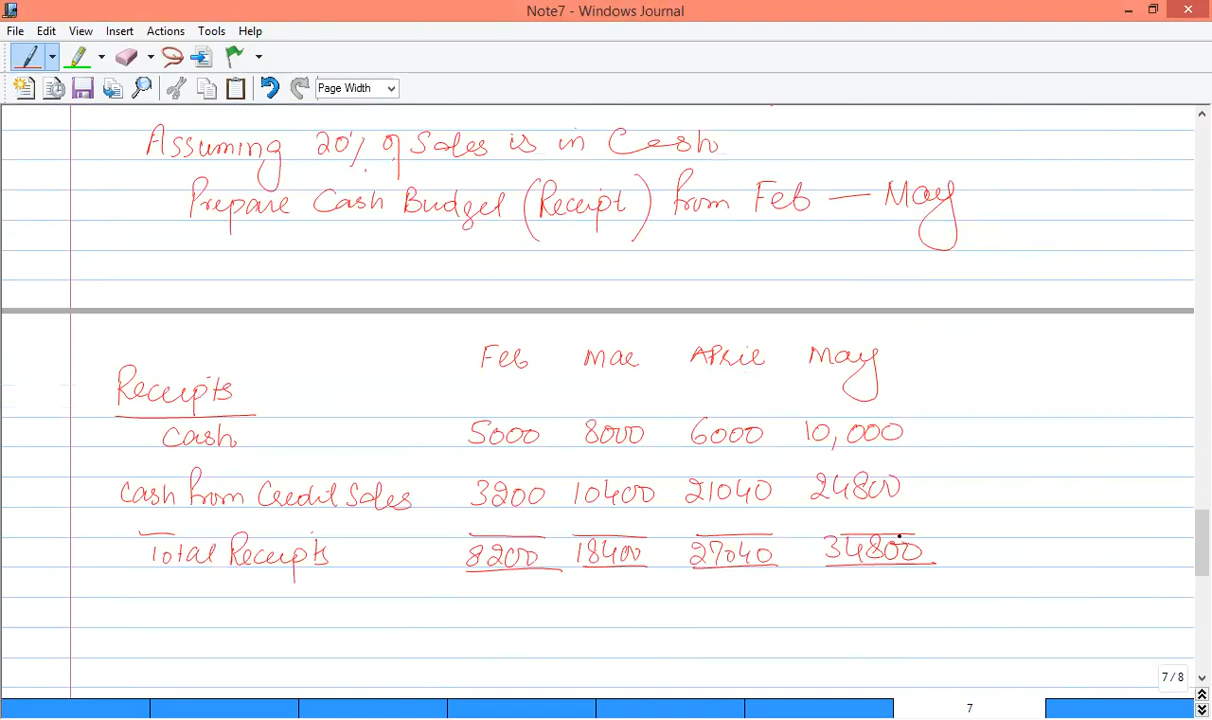 Note7 - Windows Journal
File Edit View Insert Actions Tools Help
Page Width
Assuming 20% of Sales is in Cash
Prepare Cash Budget (Receipt) from Feb — May
Feb Mar April May
Receipts
Cash 5000 8000 6000 10,000
Cash from Credit Sales 3200 10400 21040 24800
Total Receipts 8200 18400 27040 34800
7 / 8
7